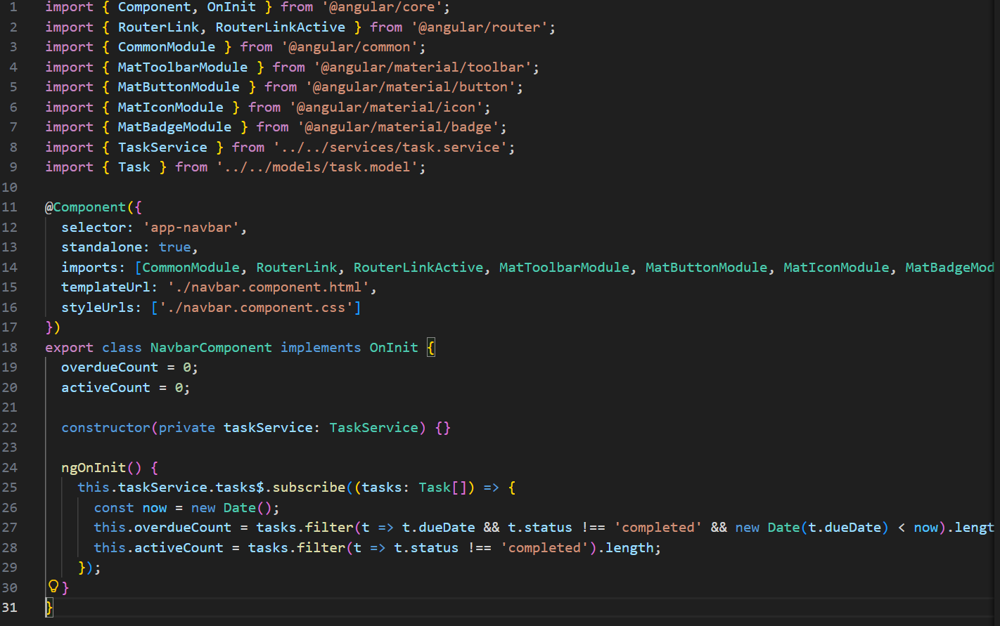 1 import { Component, OnInit } from '@angular/core';
2 import { RouterLink, RouterLinkActive } from '@angular/router';
3 import { CommonModule } from '@angular/common';
4 import { MatToolbarModule } from '@angular/material/toolbar';
5 import { MatButtonModule } from '@angular/material/button';
6 import { MatIconModule } from '@angular/material/icon';
7 import { MatBadgeModule } from '@angular/material/badge';
8 import { TaskService } from '../../services/task.service';
9 import { Task } from '../../models/task.model';
10
11 @Component({
12   selector: 'app-navbar',
13   standalone: true,
14   imports: [CommonModule, RouterLink, RouterLinkActive, MatToolbarModule, MatButtonModule, MatIconModule, MatBadgeMod
15   templateUrl: './navbar.component.html',
16   styleUrls: ['./navbar.component.css']
17 })
18 export class NavbarComponent implements OnInit {
19   overdueCount = 0;
20   activeCount = 0;
21
22   constructor(private taskService: TaskService) {}
23
24   ngOnInit() {
25     this.taskService.tasks$.subscribe((tasks: Task[]) => {
26       const now = new Date();
27       this.overdueCount = tasks.filter(t => t.dueDate && t.status !== 'completed' && new Date(t.dueDate) < now).lengt
28       this.activeCount = tasks.filter(t => t.status !== 'completed').length;
29     });
30   }
31 }